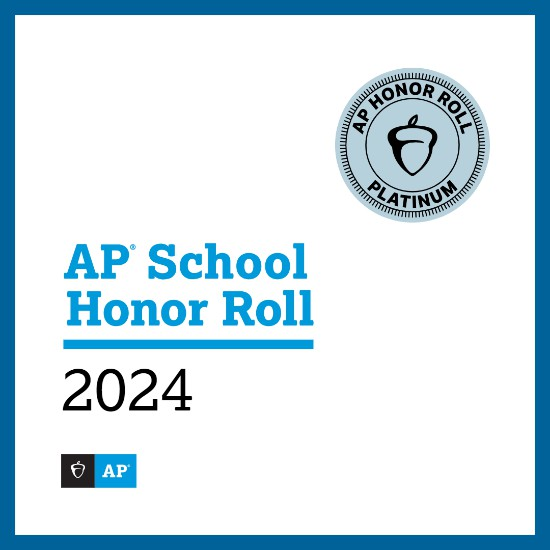 AP HONOR ROLL
PLATINUM
AP® School
Honor Roll
2024
AP®